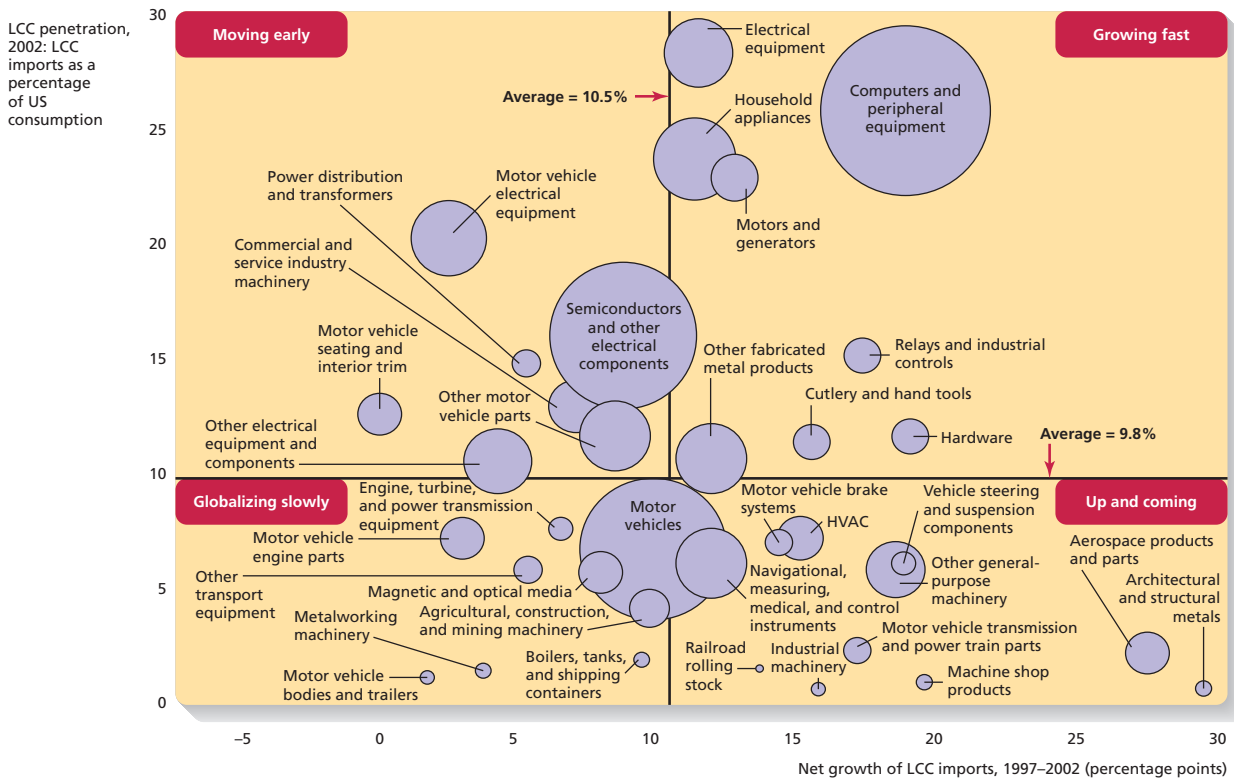 LCC penetration,
2002: LCC
imports as a
percentage
of US
consumption
30
25
20
15
10
5
0
Moving early
Growing fast
Electrical
equipment
Average = 10.5%
Computers and
peripheral
equipment
Household
appliances
Power distribution
and transformers
Motor vehicle
electrical
equipment
Motors and
generators
Commercial and
service industry
machinery
Semiconductors
and other
electrical
components
Motor vehicle
seating and
interior trim
Other fabricated
metal products
Relays and industrial
controls
Other motor
vehicle parts
Cutlery and hand tools
Other electrical
equipment and
components
Hardware
Average = 9.8%
Globalizing slowly
Up and coming
Engine, turbine,
and power transmission
equipment
Motor
vehicles
Motor vehicle brake
systems
HVAC
Vehicle steering
and suspension
components
Motor vehicle
engine parts
Aerospace products
and parts
Other
transport
equipment
Magnetic and optical media
Navigational,
measuring,
medical, and control
instruments
Other general-
purpose
machinery
Architectural
and structural
metals
Metalworking
machinery
Agricultural, construction,
and mining machinery
Motor vehicle transmission
and power train parts
Motor vehicle
bodies and trailers
Boilers, tanks,
and shipping
containers
Railroad
rolling
stock
Industrial
machinery
Machine shop
products
–5
0
5
10
15
20
25
30
Net growth of LCC imports, 1997–2002 (percentage points)